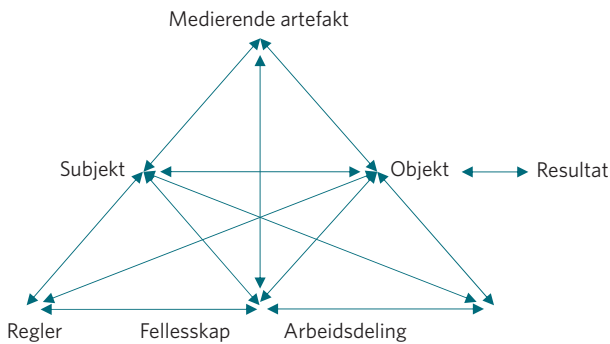 Medierende artefakt
Subjekt Objekt Resultat
Regler Fellesskap Arbeidsdeling